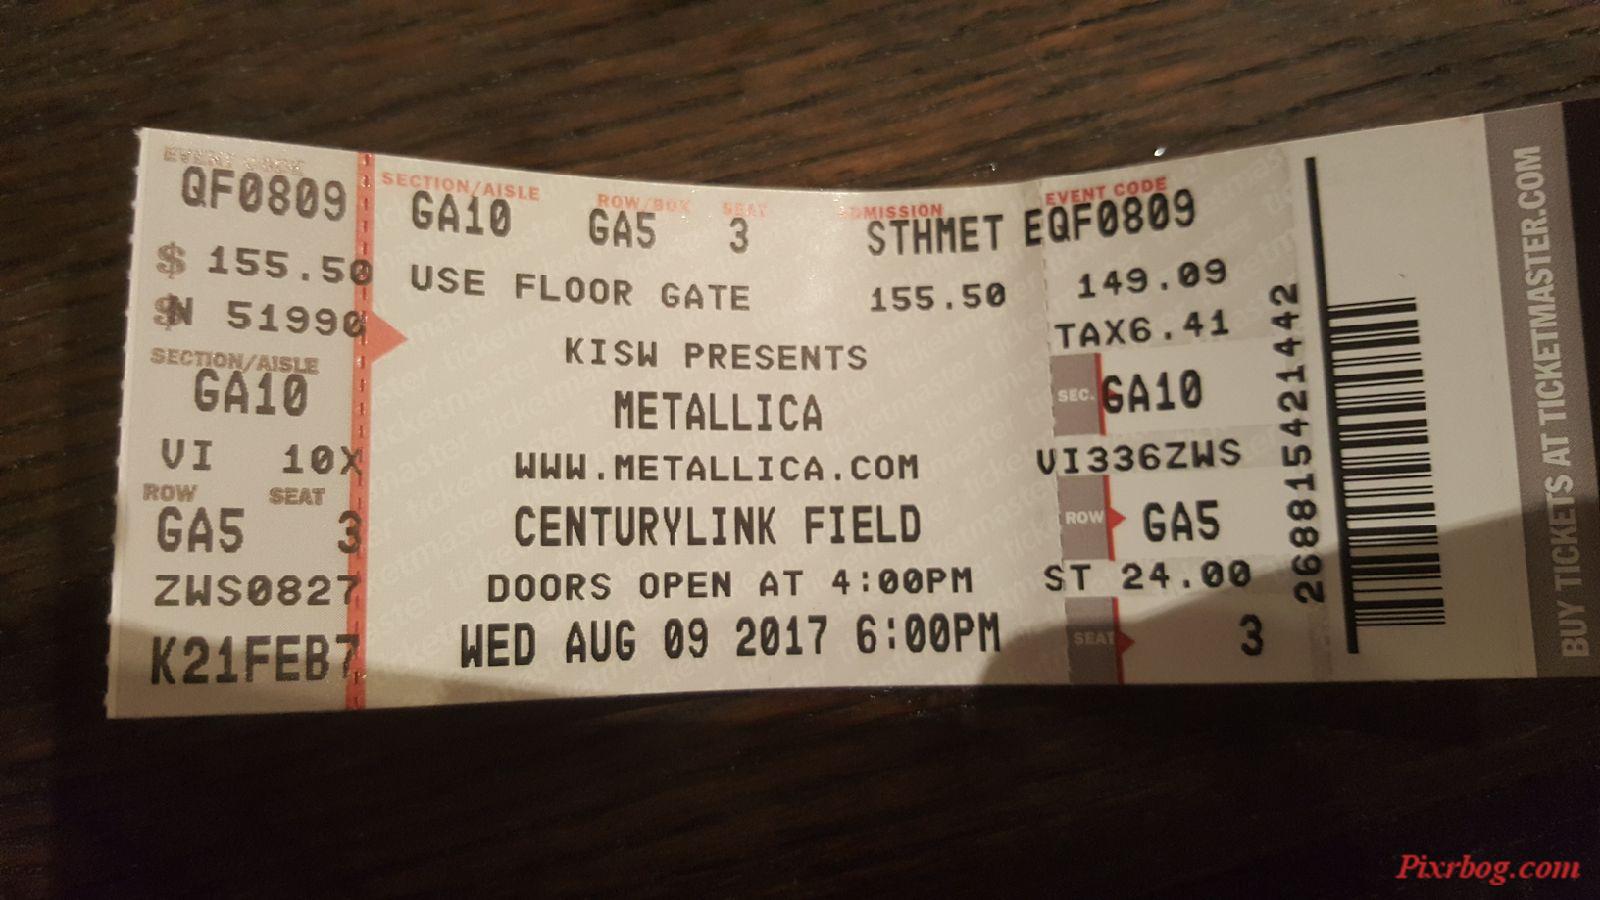 EVENT CODE
QF0809
$ 155.50
N 51990
SECTION/AISLE
GA10
VI 10X
ROW SEAT
GA5 3
ZWS0827
K21FEB7
SECTION/AISLE ROW/BOX SEAT ADMISSION
GA10 GA5 3 STHMET
USE FLOOR GATE 155.50
KISW PRESENTS
METALLICA
WWW.METALLICA.COM
CENTURYLINK FIELD
DOORS OPEN AT 4:00PM
WED AUG 09 2017 6:00PM
EVENT CODE
EQF0809
149.09
TAX6.41
SEC. GA10
VI336ZWS
ROW GA5
ST 24.00
SEAT 3
268815421442
BUY TICKETS AT TICKETMASTER.COM
Pixrbog.com